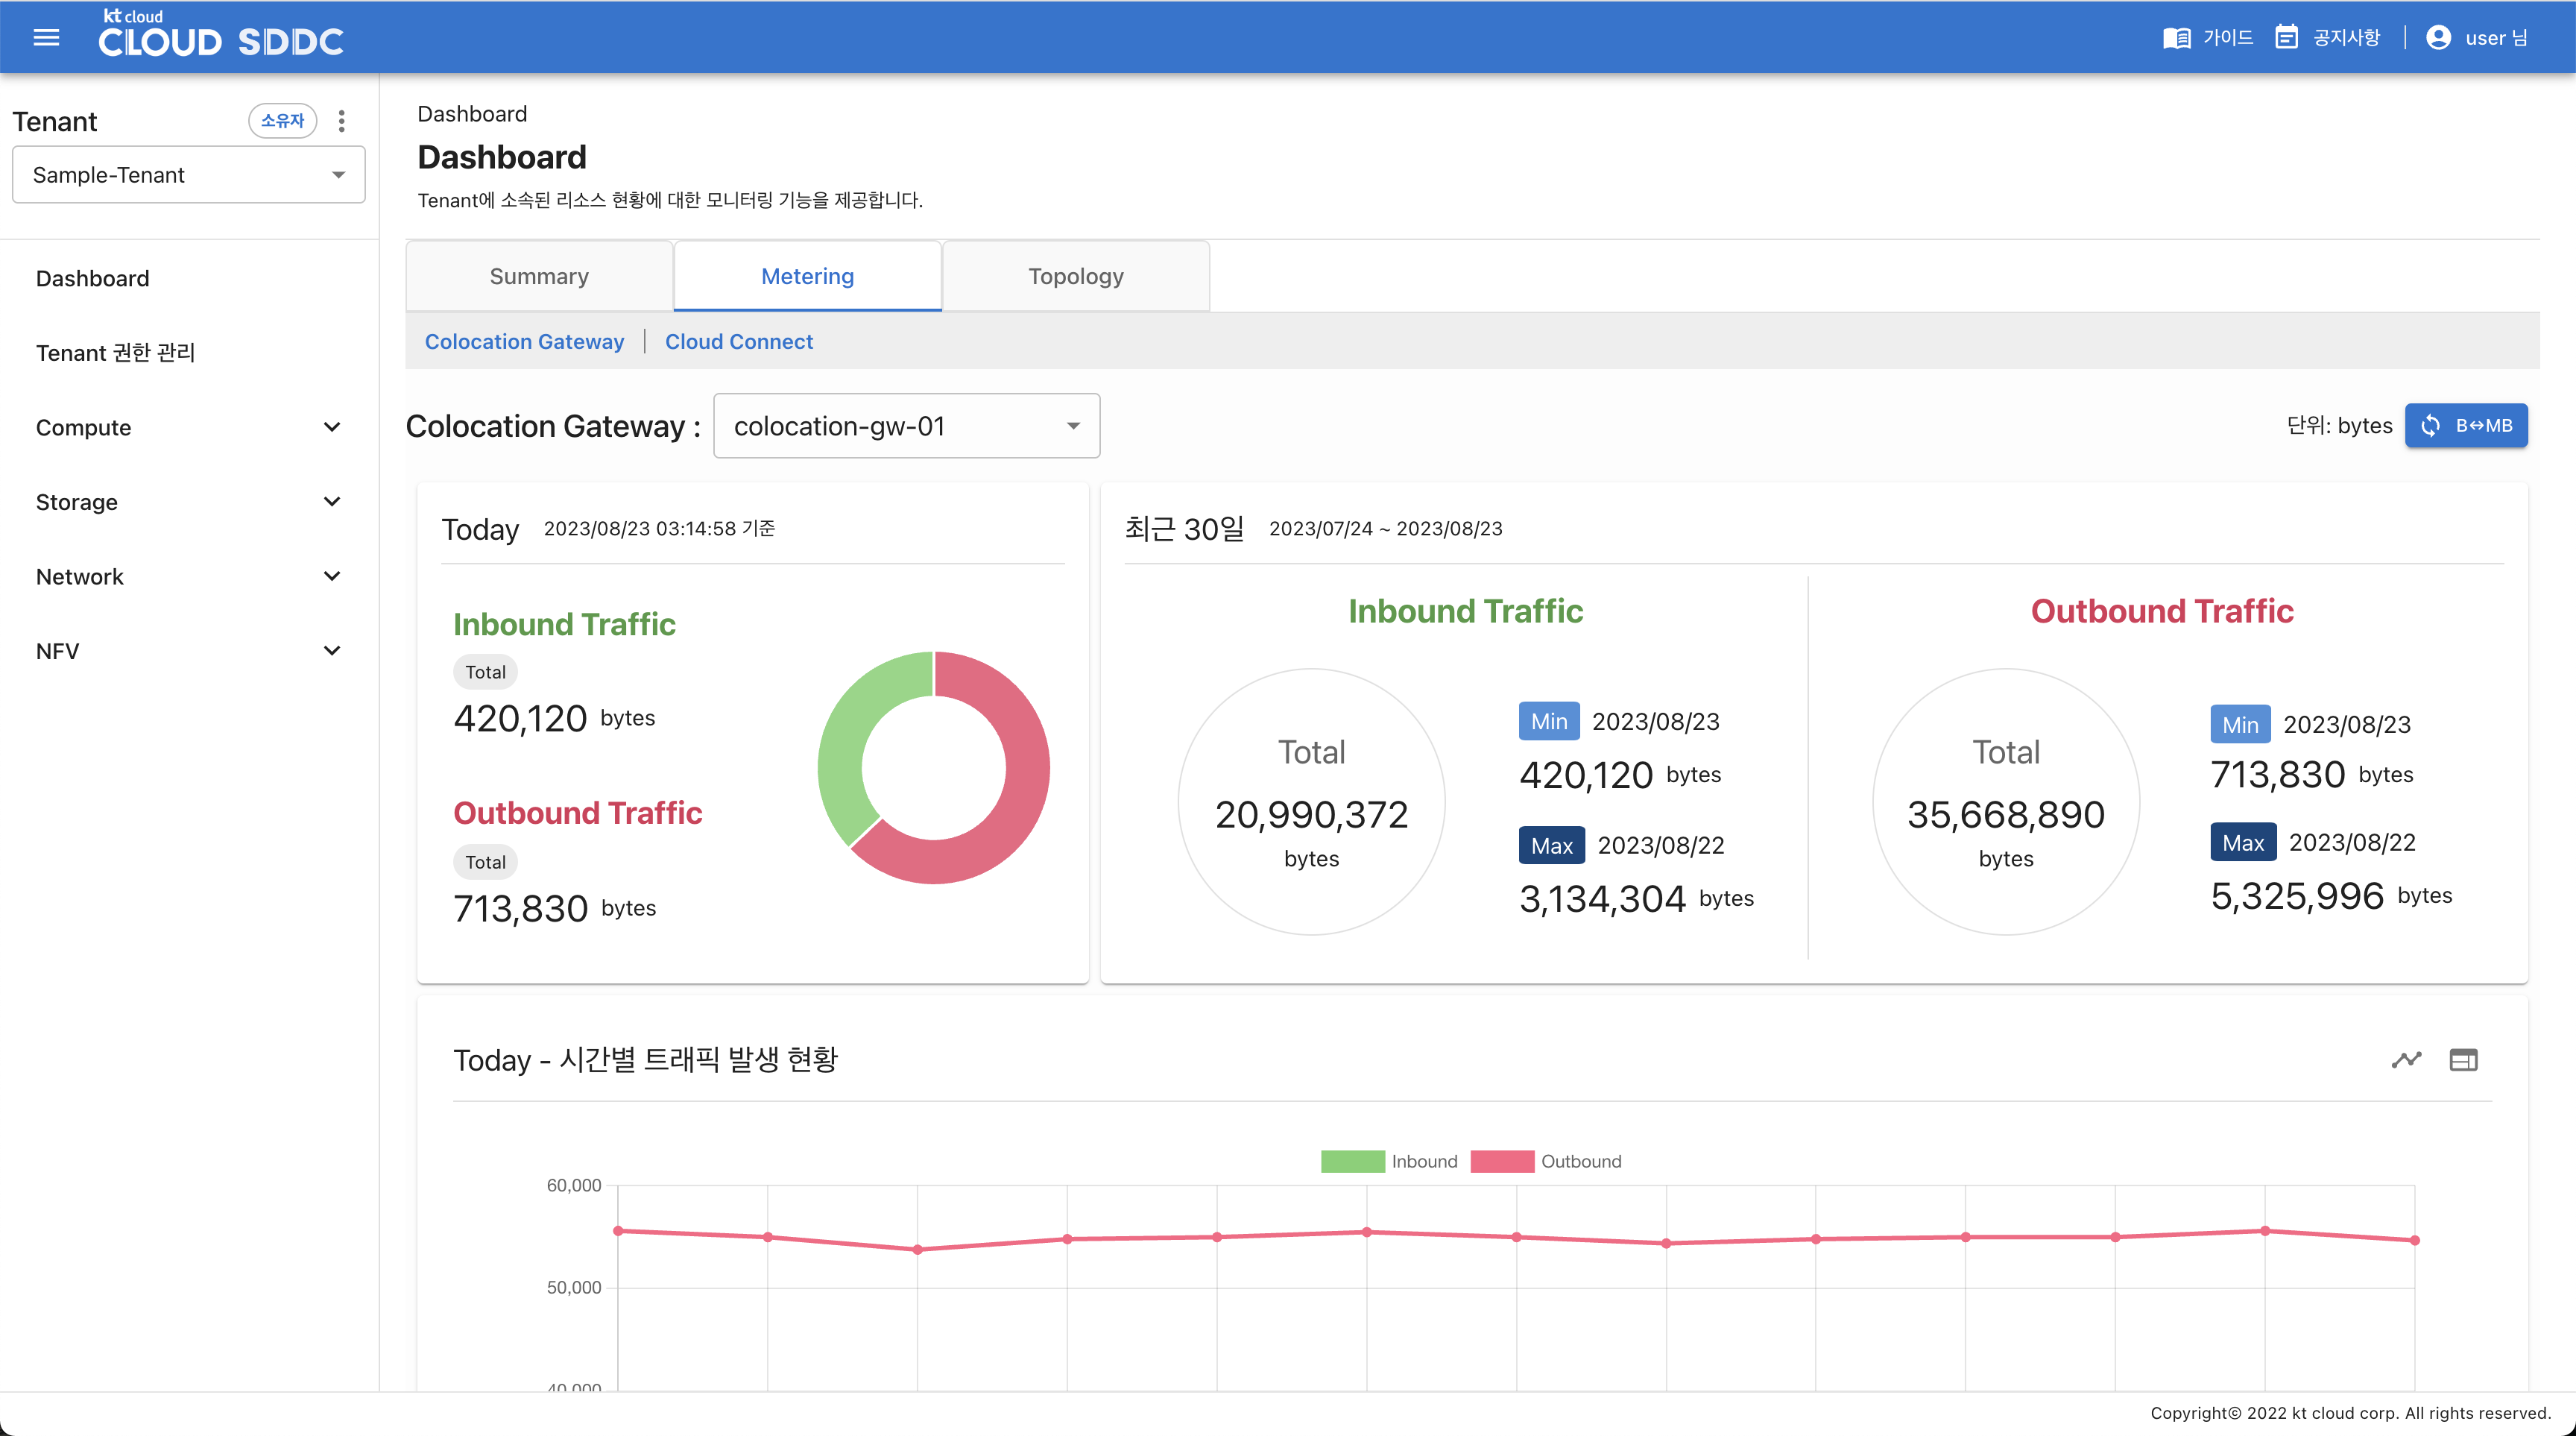 kt cloud
CLOUD SDDC
가이드
공지사항
user 님
Tenant
소유자
Sample-Tenant
Dashboard
Tenant 권한 관리
Compute
Storage
Network
NFV
Dashboard
Dashboard
Tenant에 소속된 리소스 현황에 대한 모니터링 기능을 제공합니다.
Summary
Metering
Topology
Colocation Gateway
Cloud Connect
Colocation Gateway :
colocation-gw-01
단위: bytes
B↔MB
Today 2023/08/23 03:14:58 기준
Inbound Traffic
Total
420,120 bytes
Outbound Traffic
Total
713,830 bytes
최근 30일 2023/07/24 ~ 2023/08/23
Inbound Traffic
Total
20,990,372
bytes
Min 2023/08/23
420,120 bytes
Max 2023/08/22
3,134,304 bytes
Outbound Traffic
Total
35,668,890
bytes
Min 2023/08/23
713,830 bytes
Max 2023/08/22
5,325,996 bytes
Today - 시간별 트래픽 발생 현황
Inbound
Outbound
60,000
50,000
40,000
Copyright© 2022 kt cloud corp. All rights reserved.